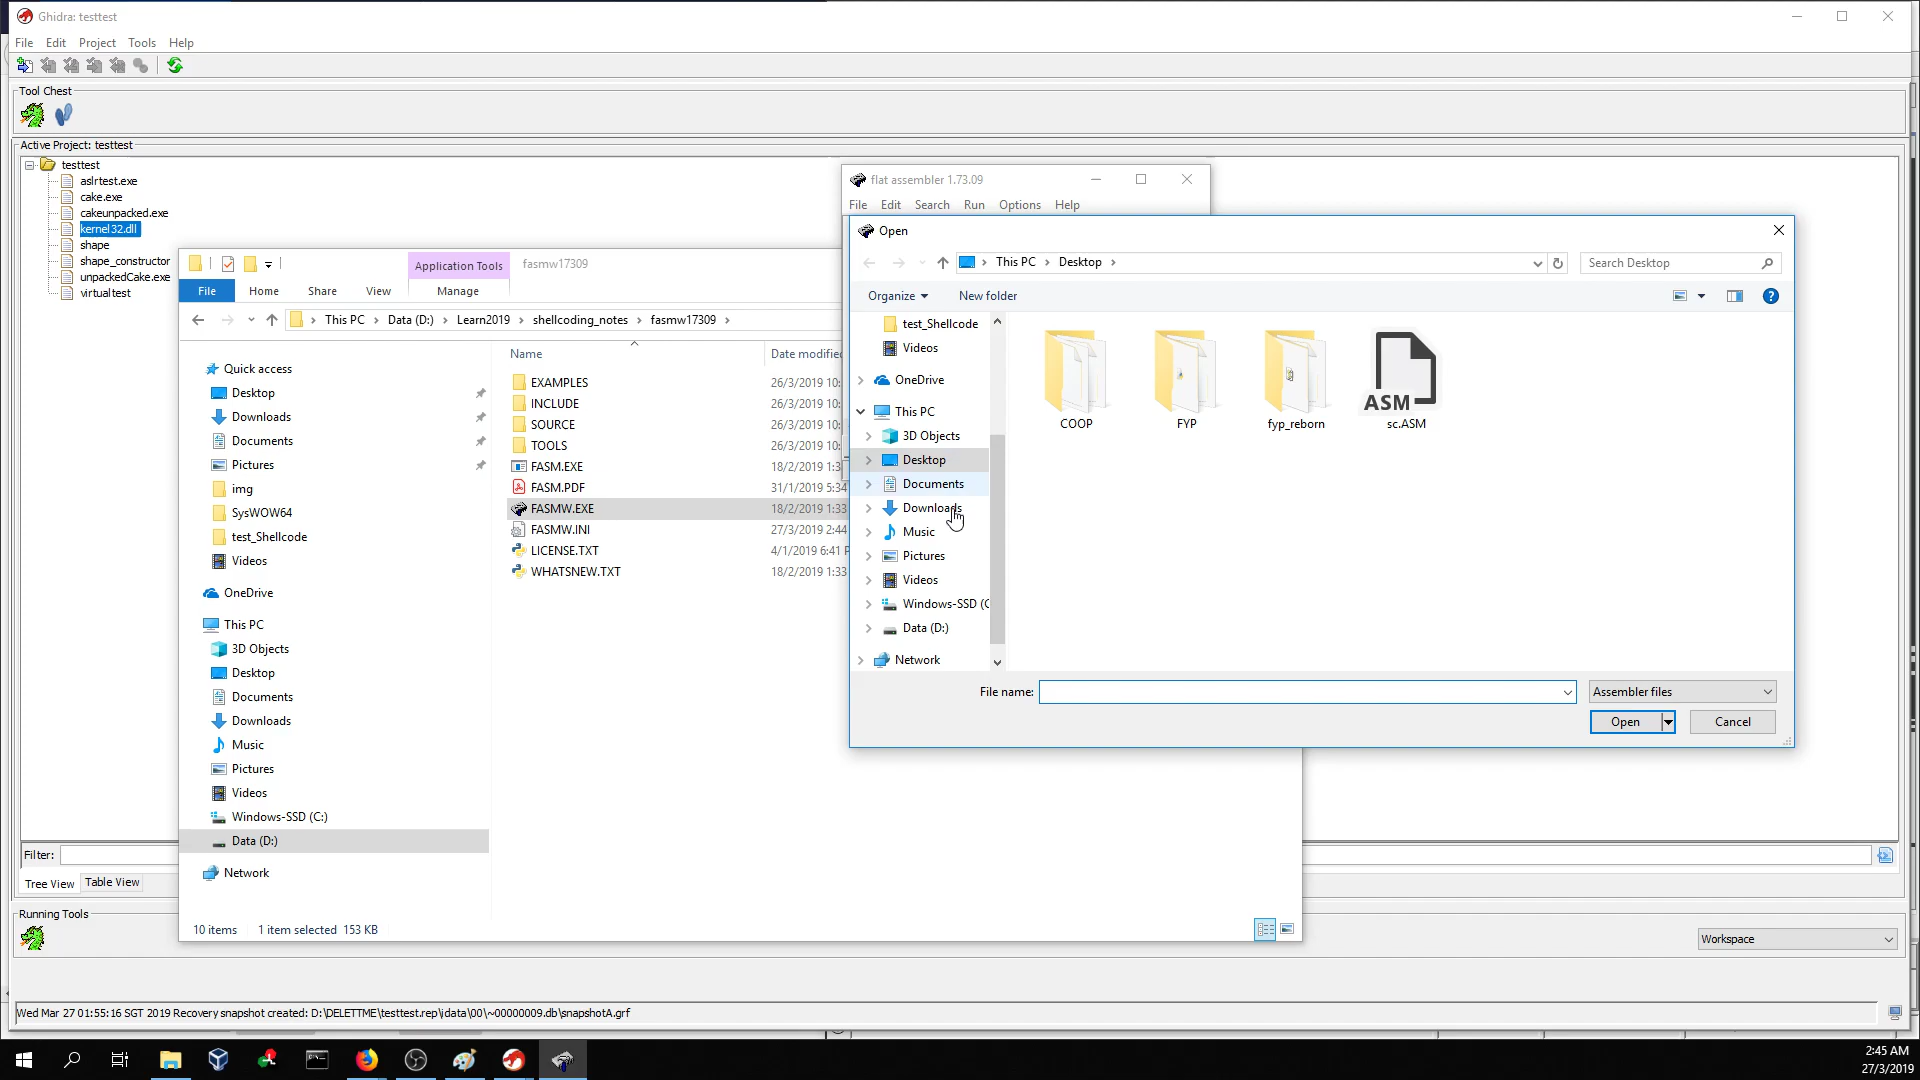 Ghidra: testtest
File Edit Project Tools Help
Tool Chest
Active Project: testtest
testtest
aslrtest.exe
cake.exe
cakeunpacked.exe
kernel32.dll
shape
shape_constructor
unpackedCake.exe
virtualtest
Filter:
Tree View Table View
Running Tools
Workspace
Wed Mar 27 01:55:16 SGT 2019 Recovery snapshot created: D:\DELETTME\testtest.rep\idata\00\~00000009.db\snapshotA.grf
Application Tools fasmw17309
File Home Share View Manage
This PC Data (D:) Learn2019 shellcoding_notes fasmw17309
Quick access
Desktop
Downloads
Documents
Pictures
img
SysWOW64
test_Shellcode
Videos
OneDrive
This PC
3D Objects
Desktop
Documents
Downloads
Music
Pictures
Videos
Windows-SSD (C:)
Data (D:)
Network
Name Date modified
EXAMPLES 26/3/2019 10:
INCLUDE 26/3/2019 10:
SOURCE 26/3/2019 10:
TOOLS 26/3/2019 10:
FASM.EXE 18/2/2019 1:3
FASM.PDF 31/1/2019 5:34
FASMW.EXE 18/2/2019 1:33
FASMW.INI 27/3/2019 2:44
LICENSE.TXT 4/1/2019 6:41 P
WHATSNEW.TXT 18/2/2019 1:33
10 items 1 item selected 153 KB
flat assembler 1.73.09
File Edit Search Run Options Help
Open
This PC Desktop
Search Desktop
Organize New folder
test_Shellcode
Videos
OneDrive
This PC
3D Objects
Desktop
Documents
Downloads
Music
Pictures
Videos
Windows-SSD (C
Data (D:)
Network
COOP
FYP
fyp_reborn
ASM
sc.ASM
File name:
Assembler files
Open Cancel
2:45 AM
27/3/2019